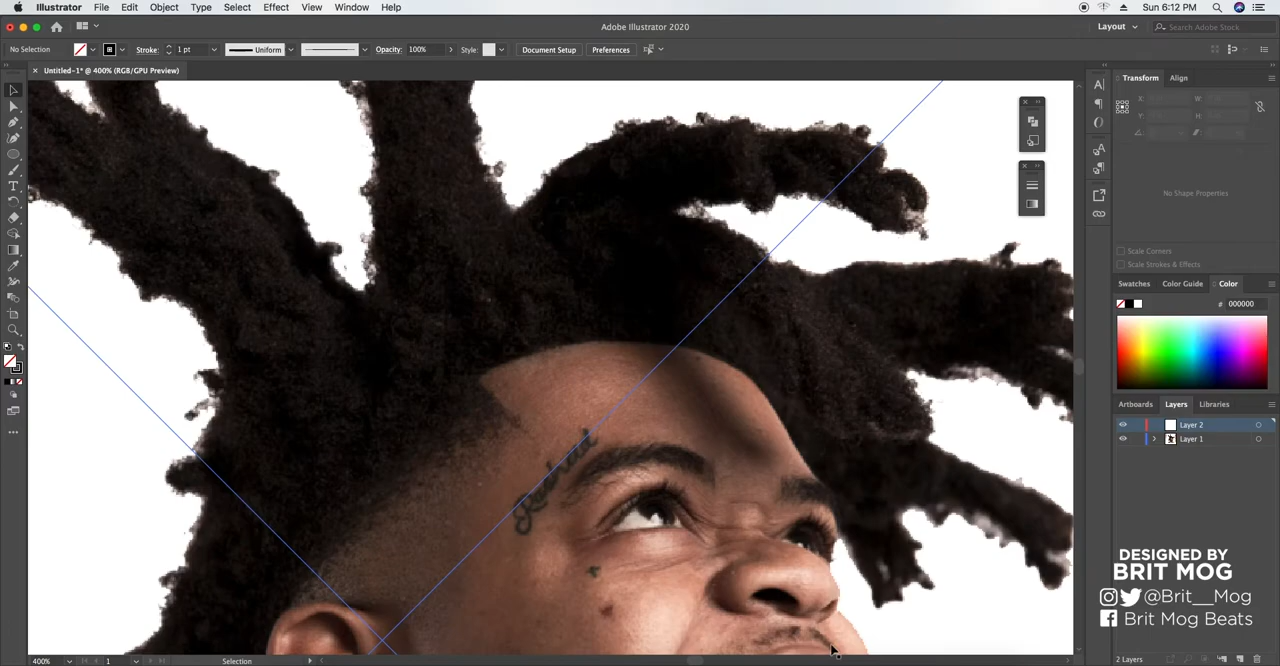 Illustrator File Edit Object Type Select Effect View Window Help Sun 6:12 PM
Adobe Illustrator 2020 Layout Search Adobe Stock
No Selection Stroke: 1 pt Uniform Opacity: 100% Style: Document Setup Preferences
× Untitled-1* @ 400% (RGB/GPU Preview)
Transform Align
X: W:
Y: H:
No Shape Properties
Scale Corners
Scale Strokes & Effects
Swatches Color Guide Color
# 000000
Artboards Layers Libraries
Layer 2
Layer 1
DESIGNED BY
BRIT MOG
@Brit__Mog
Brit Mog Beats
400% 1 Selection 2 Layers